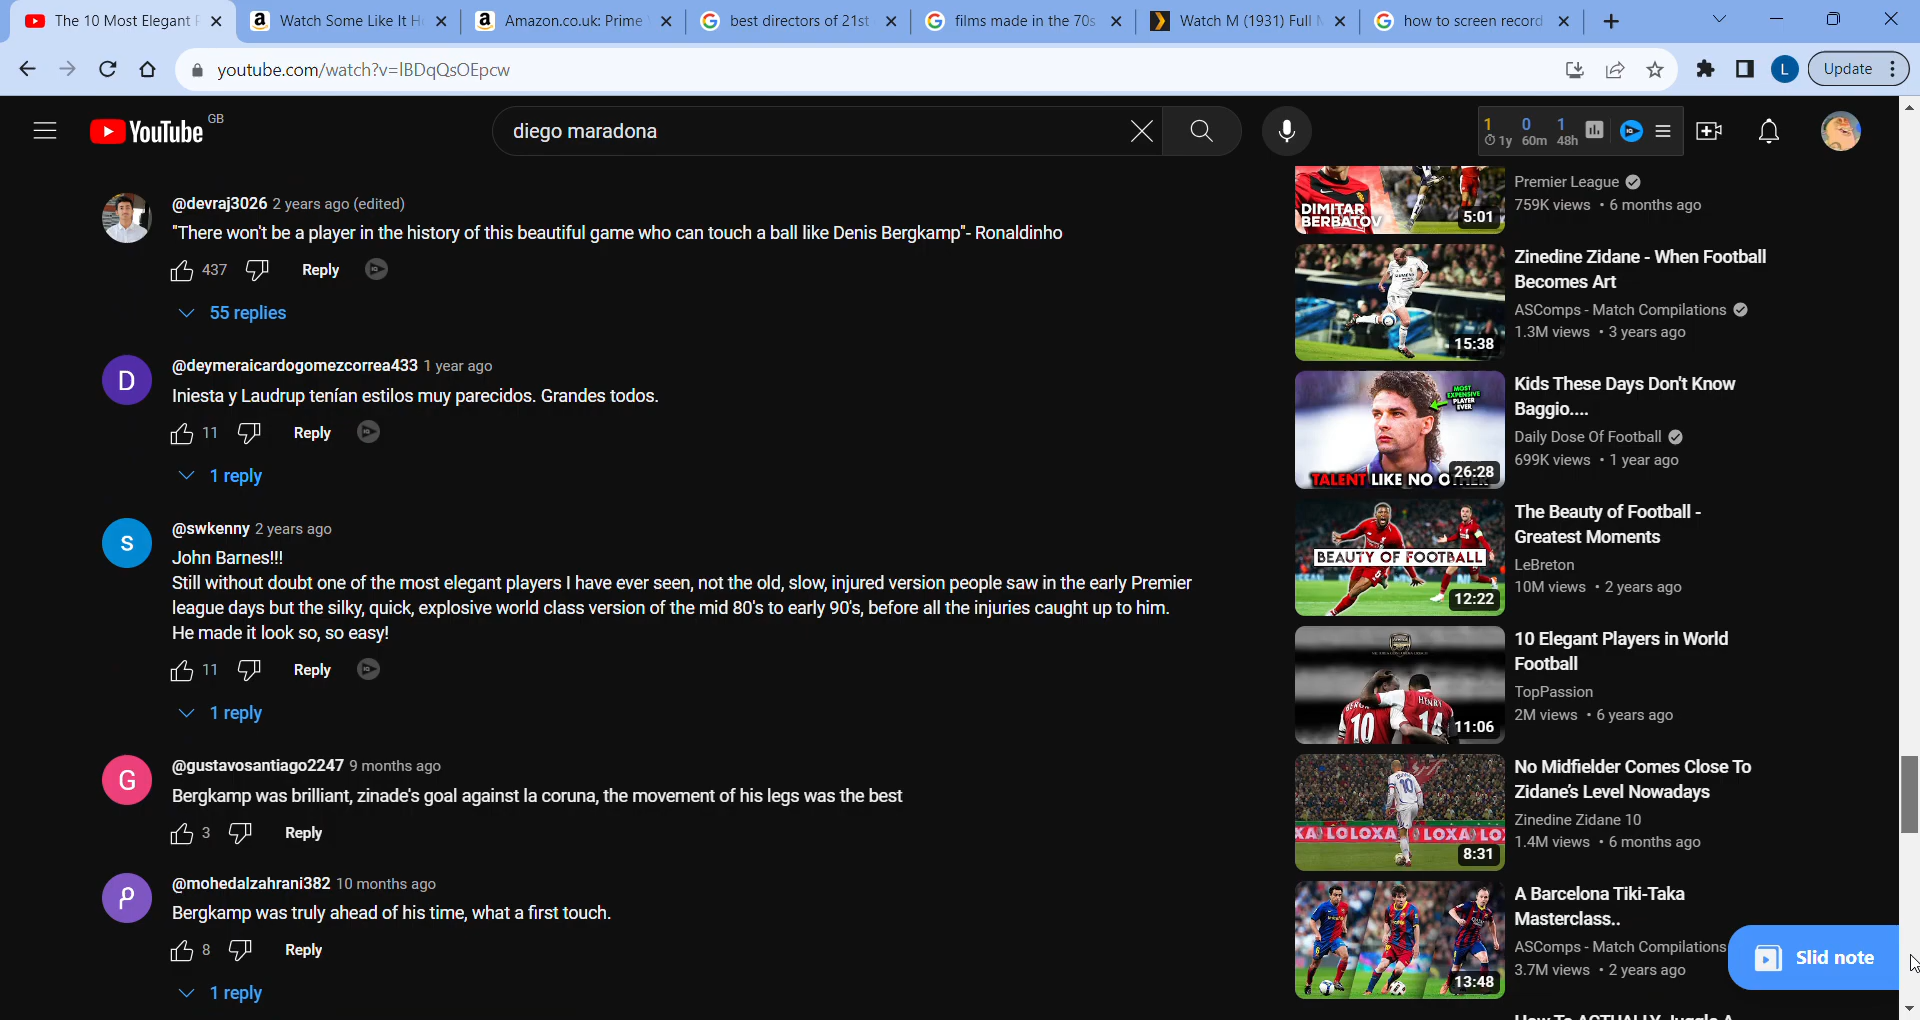 The 10 Most Elegant P
Watch Some Like It H
Amazon.co.uk: Prime
best directors of 21st
films made in the 70s
Watch M (1931) Full
how to screen record
youtube.com/watch?v=IBDqQsOEpcw
L
Update
YouTube GB
diego maradona
1 0 1
1y 60m 48h
@devraj3026 2 years ago (edited)
"There won't be a player in the history of this beautiful game who can touch a ball like Denis Bergkamp"- Ronaldinho
437 Reply
55 replies
D
@deymeraicardogomezcorrea433 1 year ago
Iniesta y Laudrup tenían estilos muy parecidos. Grandes todos.
11 Reply
1 reply
S
@swkenny 2 years ago
John Barnes!!!
Still without doubt one of the most elegant players I have ever seen, not the old, slow, injured version people saw in the early Premier
league days but the silky, quick, explosive world class version of the mid 80's to early 90's, before all the injuries caught up to him.
He made it look so, so easy!
11 Reply
1 reply
G
@gustavosantiago2247 9 months ago
Bergkamp was brilliant, zinade's goal against la coruna, the movement of his legs was the best
3 Reply
@mohedalzahrani382 10 months ago
Bergkamp was truly ahead of his time, what a first touch.
8 Reply
1 reply
DIMITAR
BERBATOV
5:01
Premier League
759K views • 6 months ago
15:38
Zinedine Zidane - When Football
Becomes Art
ASComps - Match Compilations
1.3M views • 3 years ago
MOST
EXPENSIVE
PLAYER
EVER
TALENT LIKE NO OTHER
26:28
Kids These Days Don't Know
Baggio....
Daily Dose Of Football
699K views • 1 year ago
BEAUTY OF FOOTBALL
12:22
The Beauty of Football -
Greatest Moments
LeBreton
10M views • 2 years ago
HENRY
10 14
11:06
10 Elegant Players in World
Football
TopPassion
2M views • 6 years ago
10
LOLOXA LOXA
8:31
No Midfielder Comes Close To
Zidane's Level Nowadays
Zinedine Zidane 10
1.4M views • 6 months ago
13:48
A Barcelona Tiki-Taka
Masterclass..
ASComps - Match Compilations
3.7M views • 2 years ago
Slid note